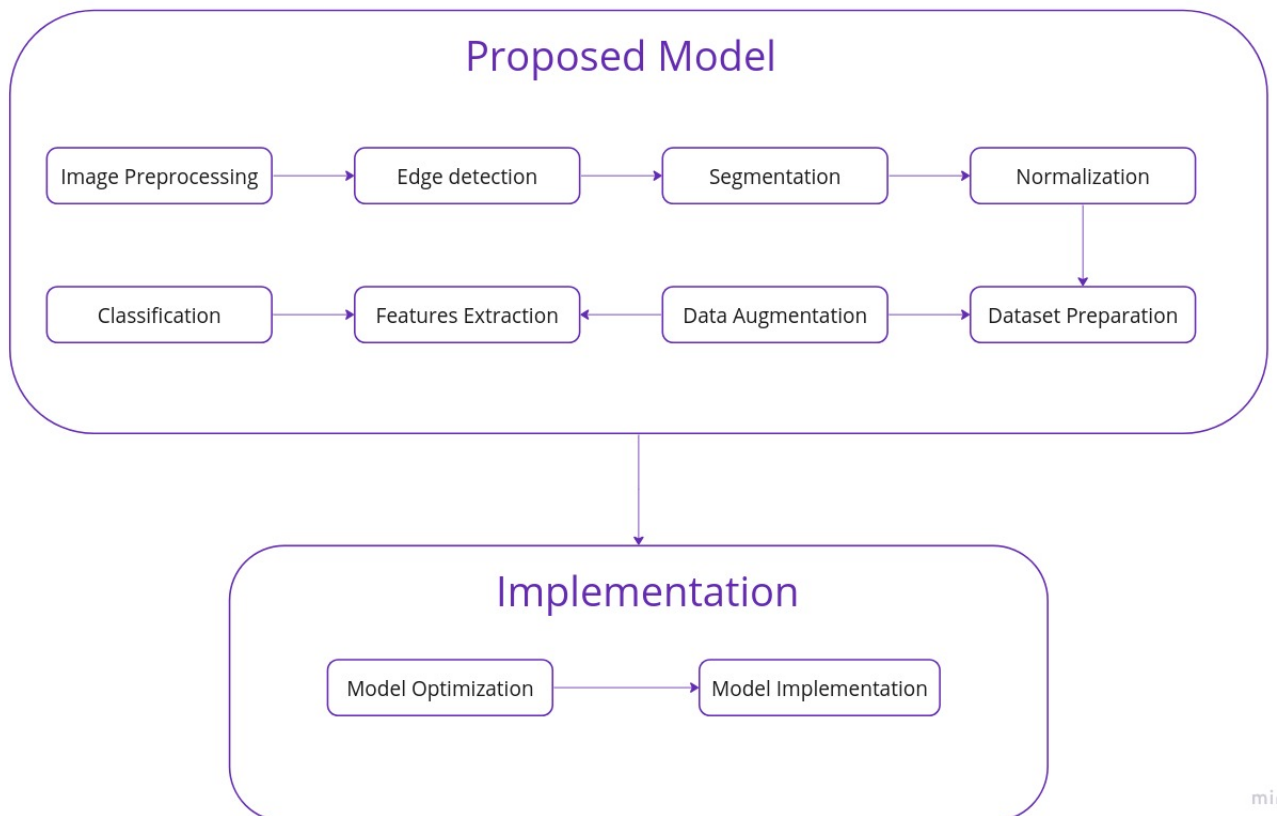 Proposed Model
Image Preprocessing
Edge detection
Segmentation
Normalization
Classification
Features Extraction
Data Augmentation
Dataset Preparation
Implementation
Model Optimization
Model Implementation